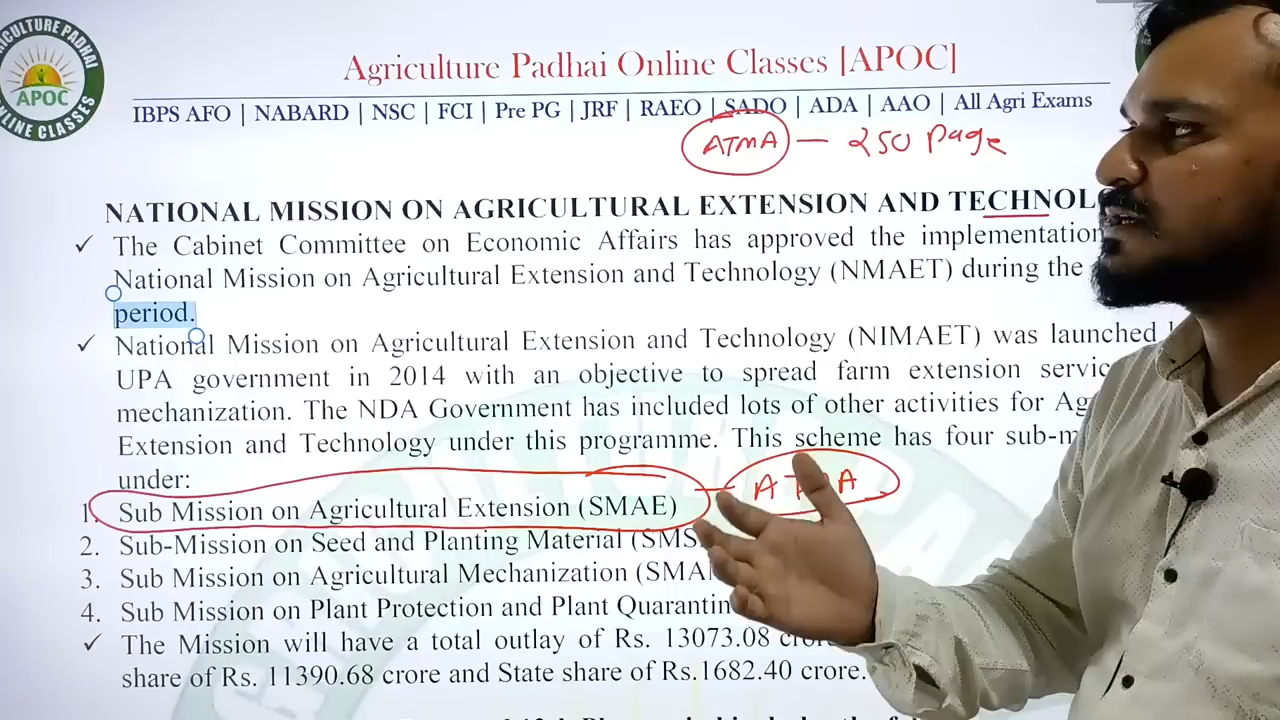 AGRICULTURE PADHAI
APOC
ONLINE CLASSES
Agriculture Padhai Online Classes [APOC]
IBPS AFO | NABARD | NSC | FCI | Pre PG | JRF | RAEO | SADO | ADA | AAO | All Agri Exams
ATMA — 250 Page
NATIONAL MISSION ON AGRICULTURAL EXTENSION AND TECHNOL
✓ The Cabinet Committee on Economic Affairs has approved the implementation
National Mission on Agricultural Extension and Technology (NMAET) during the
period.
✓ National Mission on Agricultural Extension and Technology (NIMAET) was launched
UPA government in 2014 with an objective to spread farm extension servic
mechanization. The NDA Government has included lots of other activities for Ag
Extension and Technology under this programme. This scheme has four sub-m
under:
1. Sub Mission on Agricultural Extension (SMAE) — ATMA
2. Sub-Mission on Seed and Planting Material (SMS
3. Sub Mission on Agricultural Mechanization (SMAM
4. Sub Mission on Plant Protection and Plant Quarantin
✓ The Mission will have a total outlay of Rs. 13073.08 crore
share of Rs. 11390.68 crore and State share of Rs.1682.40 crore.